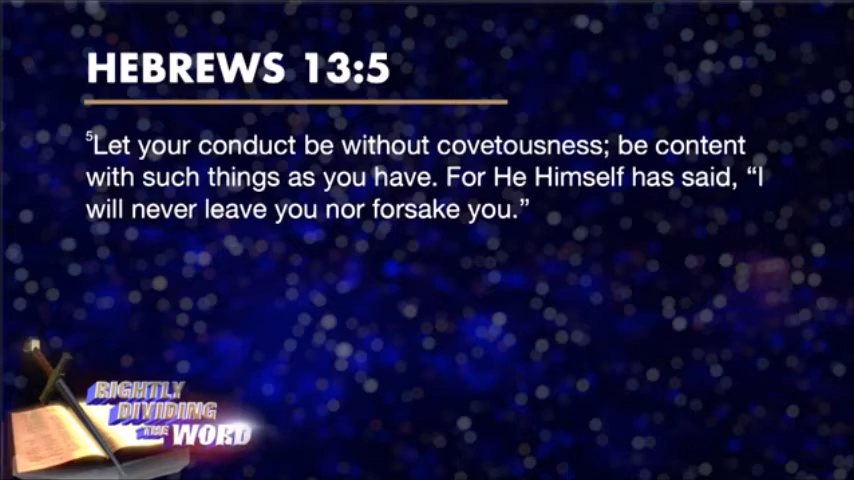 HEBREWS 13:5
⁵Let your conduct be without covetousness; be content
with such things as you have. For He Himself has said, “I
will never leave you nor forsake you.”
RIGHTLY
DIVIDING
THE WORD